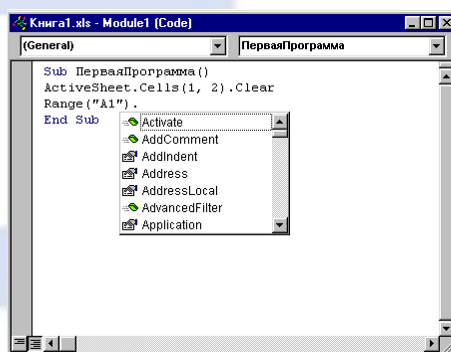 Книга1.xls - Module1 (Code)
(General) ПерваяПрограмма
Sub ПерваяПрограмма()
ActiveSheet.Cells(1, 2).Clear
Range("A1").
End Sub
Activate
AddComment
AddIndent
Address
AddressLocal
AdvancedFilter
Application